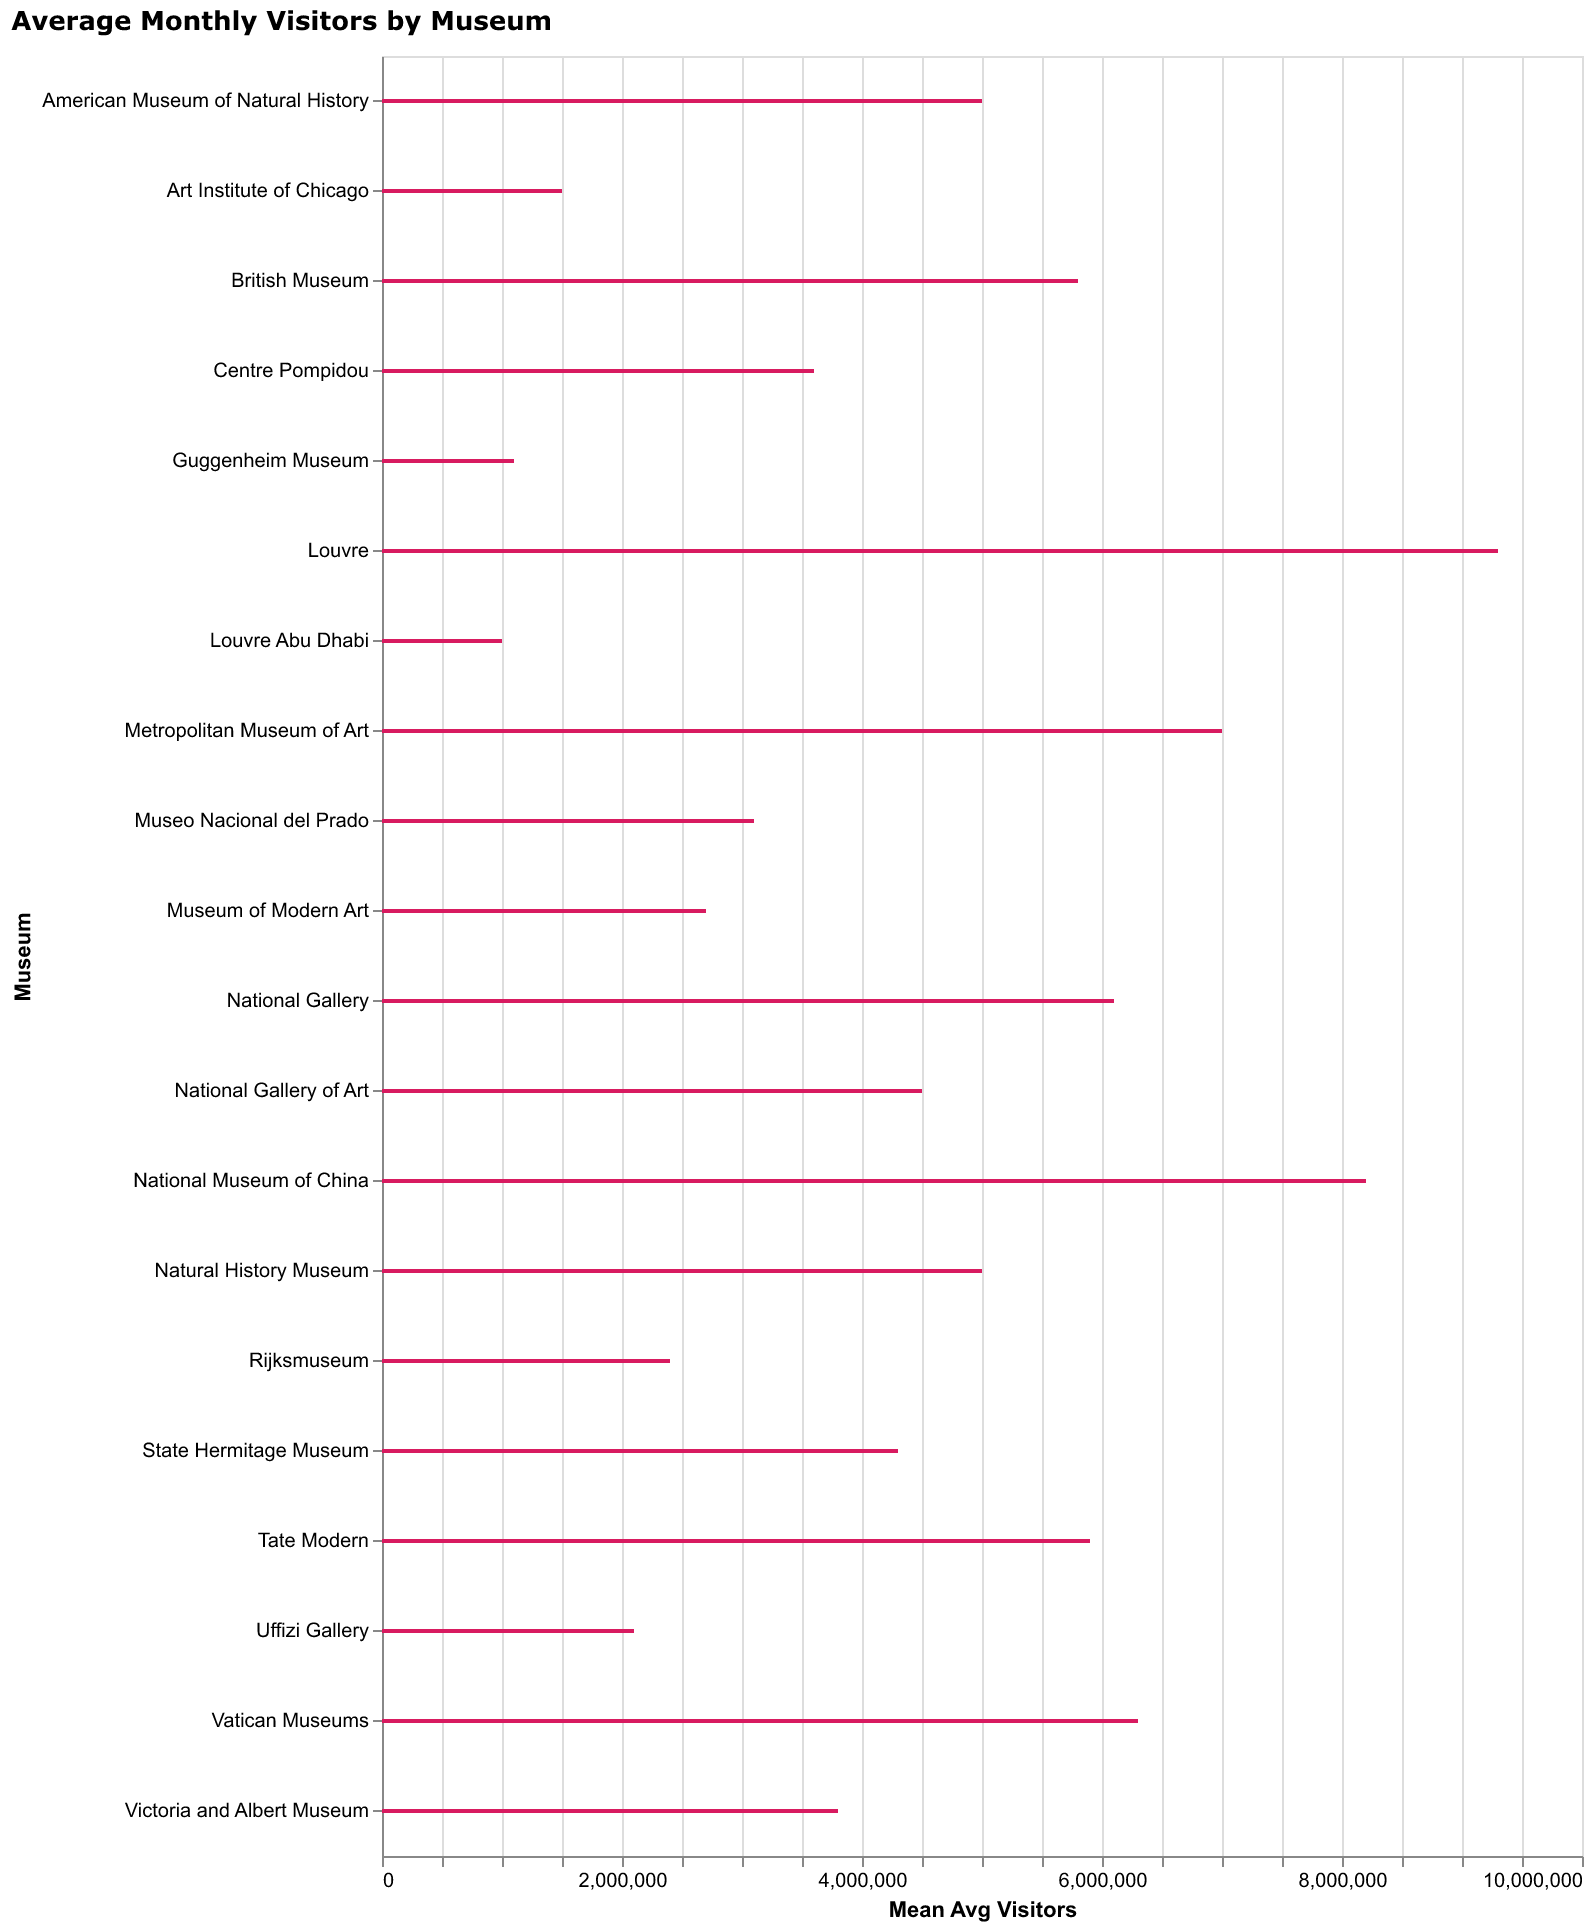 Average Monthly Visitors by Museum
American Museum of Natural History
Art Institute of Chicago
British Museum
Centre Pompidou
Guggenheim Museum
Louvre
Louvre Abu Dhabi
Metropolitan Museum of Art
Museo Nacional del Prado
Museum of Modern Art
National Gallery
National Gallery of Art
National Museum of China
Natural History Museum
Rijksmuseum
State Hermitage Museum
Tate Modern
Uffizi Gallery
Vatican Museums
Victoria and Albert Museum
Museum
0 2,000,000 4,000,000 6,000,000 8,000,000 10,000,000
Mean Avg Visitors